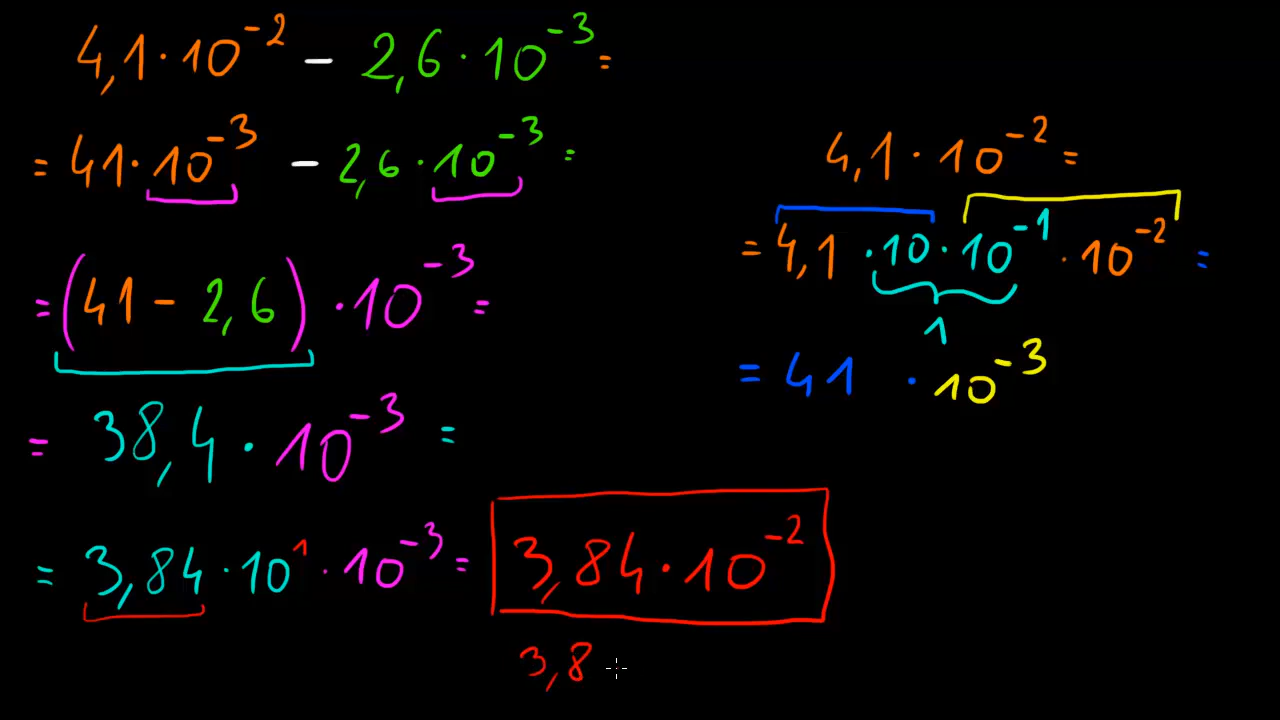 4,1·10⁻² − 2,6·10⁻³=
= 41·10⁻³ − 2,6·10⁻³=
=(41− 2,6)·10⁻³=
= 38,4·10⁻³ =
= 3,84·10¹·10⁻³= 3,84·10⁻²
3,8
4,1·10⁻²=
= 4,1·10·10⁻¹·10⁻² =
1
= 41 ·10⁻³